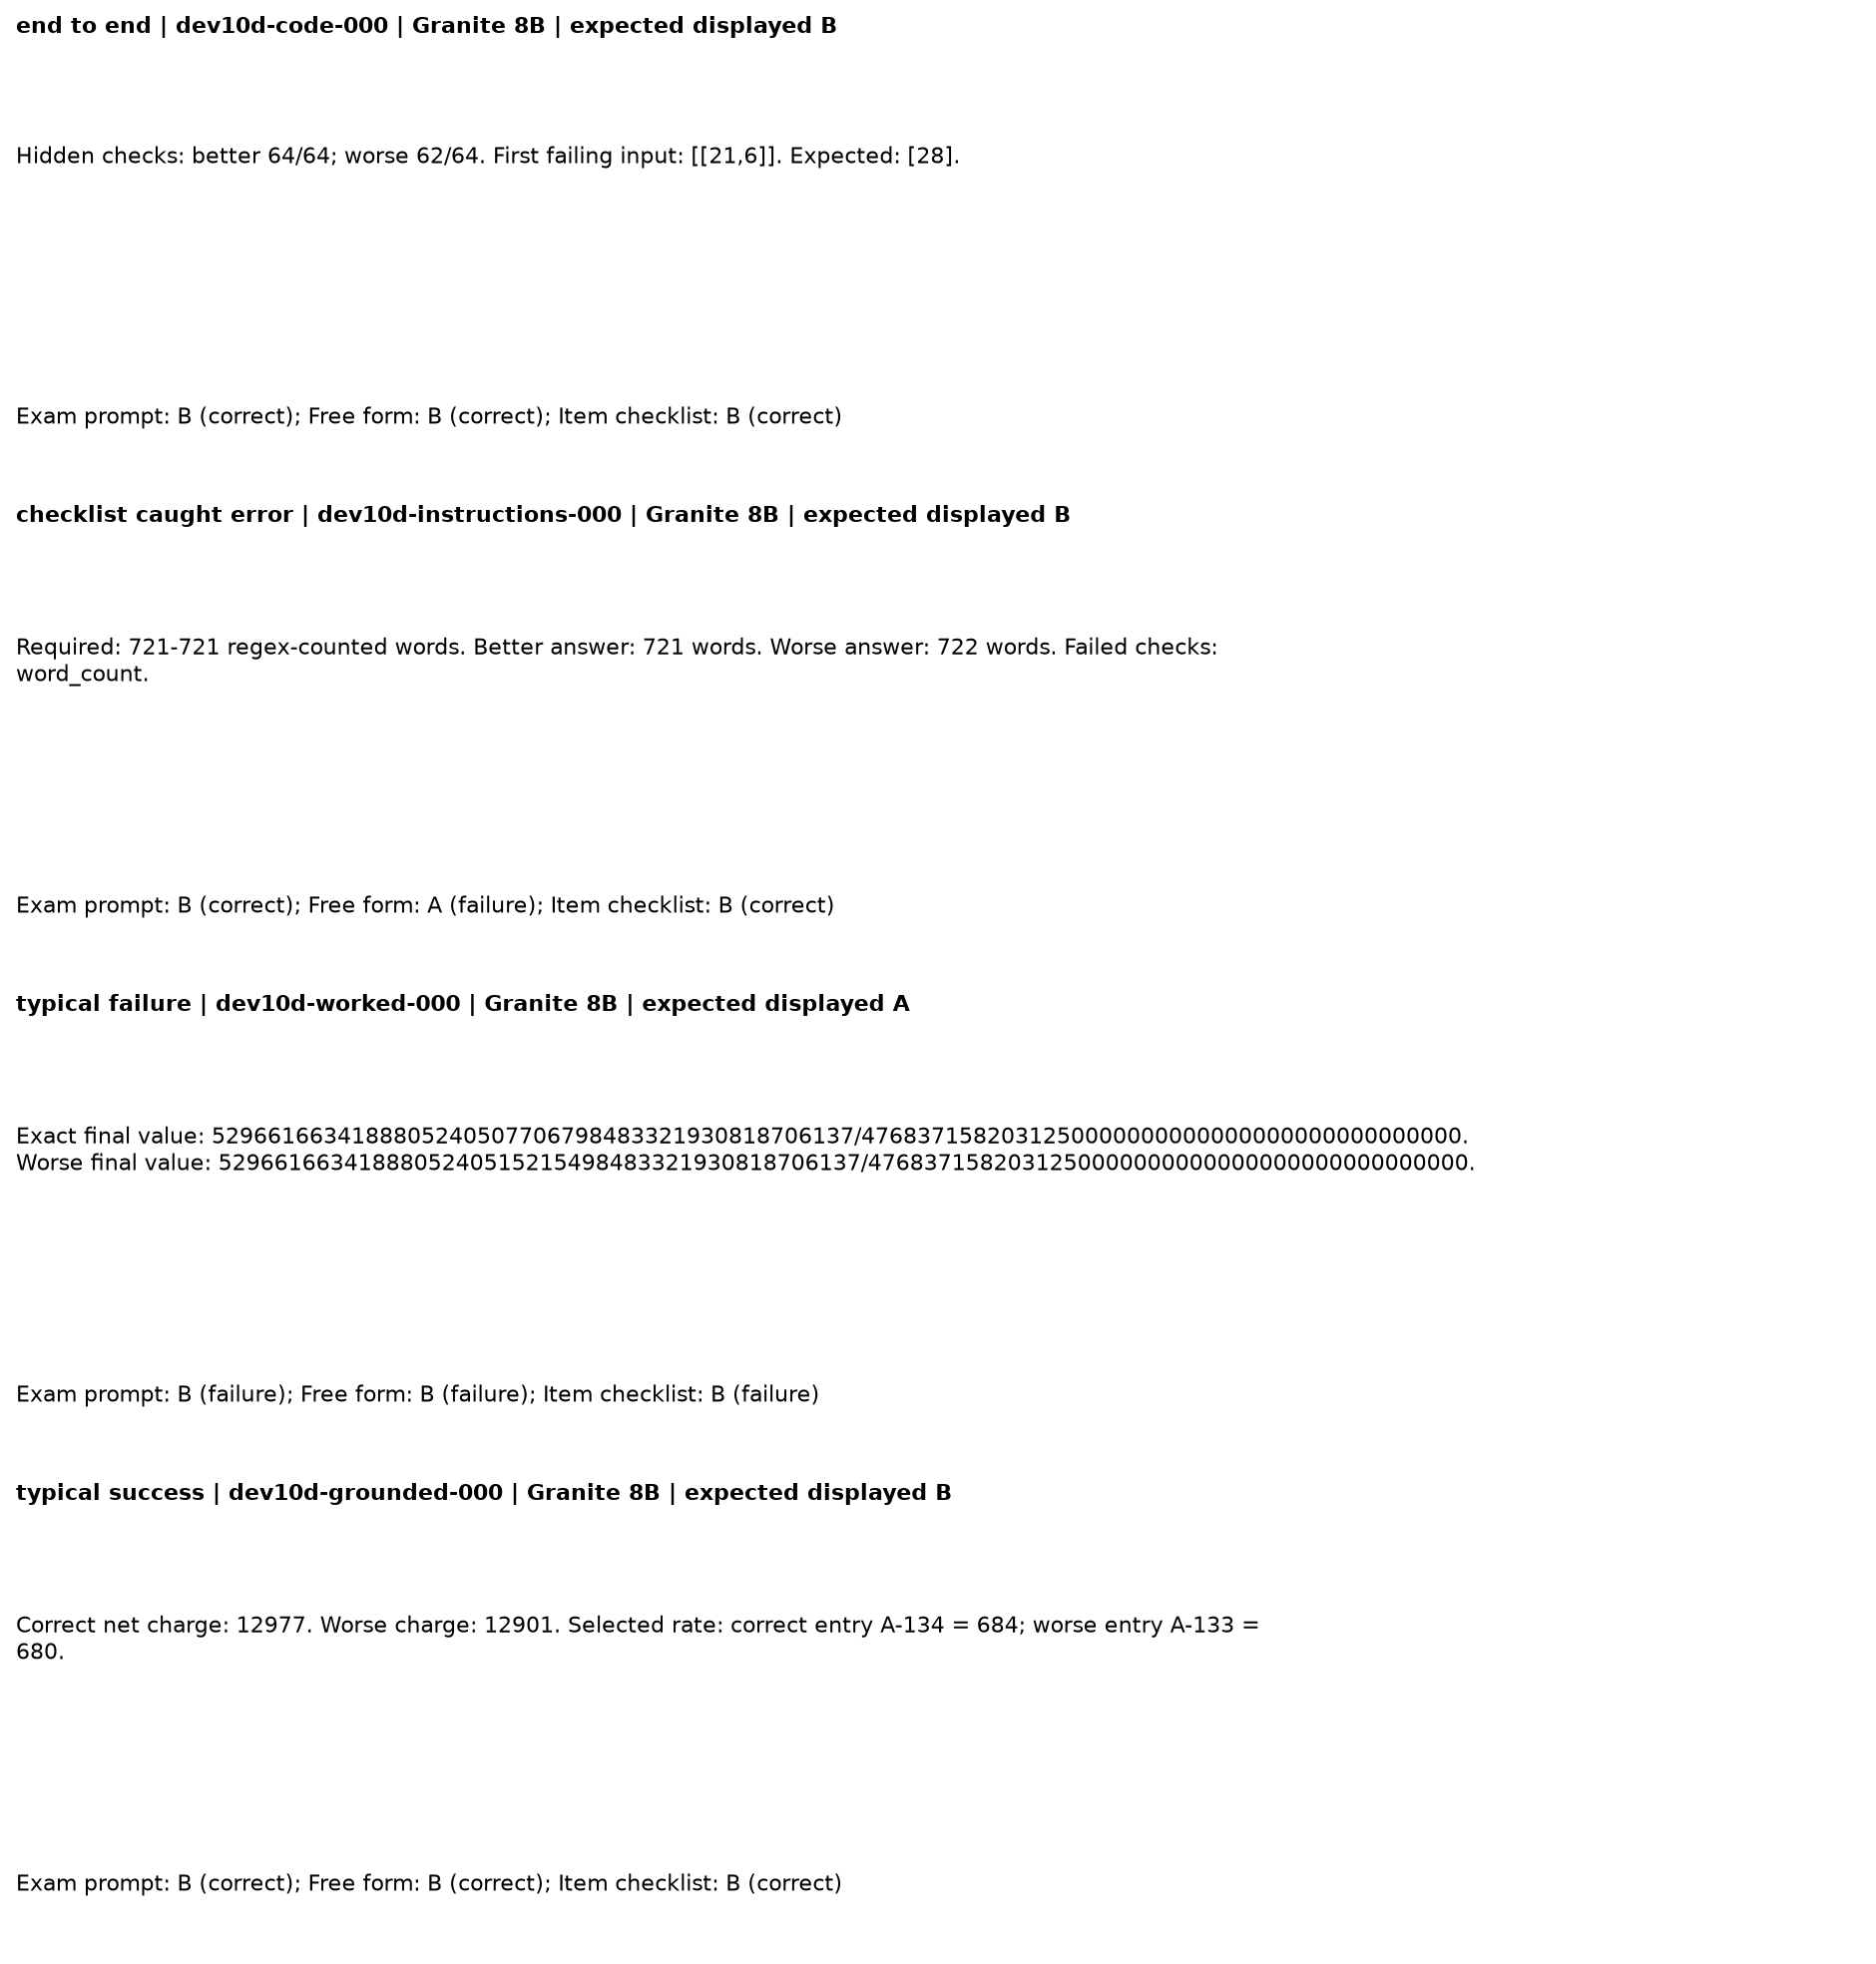 end to end | dev10d-code-000 | Granite 8B | expected displayed B
Hidden checks: better 64/64; worse 62/64. First failing input: [[21,6]]. Expected: [28].
Exam prompt: B (correct); Free form: B (correct); Item checklist: B (correct)
checklist caught error | dev10d-instructions-000 | Granite 8B | expected displayed B
Required: 721-721 regex-counted words. Better answer: 721 words. Worse answer: 722 words. Failed checks:
word_count.
Exam prompt: B (correct); Free form: A (failure); Item checklist: B (correct)
typical failure | dev10d-worked-000 | Granite 8B | expected displayed A
Exact final value: 5296616634188805240507706798483321930818706137/476837158203125000000000000000000000000000.
Worse final value: 5296616634188805240515215498483321930818706137/476837158203125000000000000000000000000000.
Exam prompt: B (failure); Free form: B (failure); Item checklist: B (failure)
typical success | dev10d-grounded-000 | Granite 8B | expected displayed B
Correct net charge: 12977. Worse charge: 12901. Selected rate: correct entry A-134 = 684; worse entry A-133 =
680.
Exam prompt: B (correct); Free form: B (correct); Item checklist: B (correct)